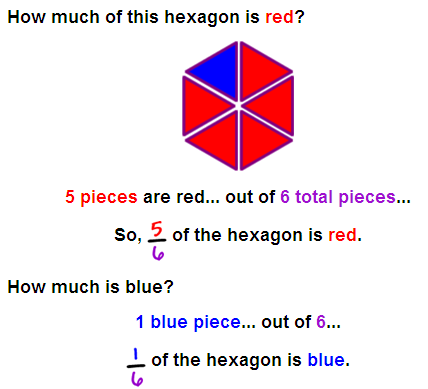 How much of this hexagon is red?
5 pieces are red... out of 6 total pieces...
So, 5/6 of the hexagon is red.
How much is blue?
1 blue piece... out of 6...
1/6 of the hexagon is blue.